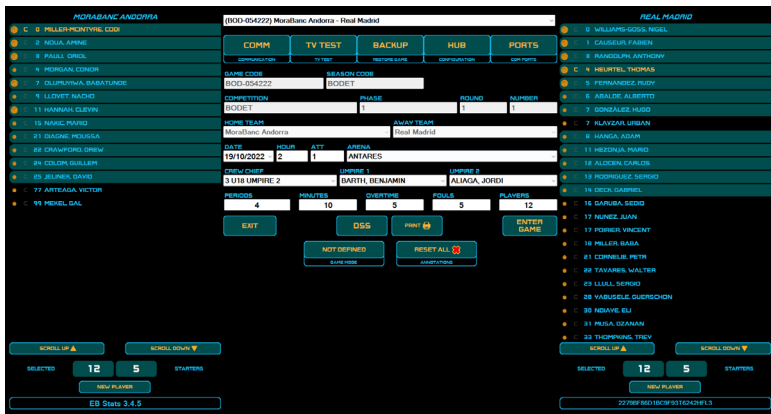 MORABANC ANDORRA
C 0 MILLER-MCINTYRE, CODI
C 2 NOUA, AMINE
C 3 PAULI, ORIOL
C 4 MORGAN, CONOR
C 7 OLUMUYIWA, BABATUNDE
C 9 LLOVET, NACHO
C 11 HANNAH, CLEVIN
C 15 NAKIC, MARIO
C 21 DIAGNE, MOUSSA
C 22 CRAWFORD, DREW
C 24 COLOM, GUILLEM
C 25 JELINEK, DAVID
C 77 ARTEAGA, VICTOR
C 99 MEKEL, GAL
SCROLL UP
SCROLL DOWN
SELECTED 12 5 STARTERS
NEW PLAYER
EB Stats 3.4.5
(BOD-054222) MoraBanc Andorra - Real Madrid
COMM TV TEST BACKUP HUB PORTS
COMMUNICATION TV TEST RESTORE GAME CONFIGURATION COM PORTS
GAME CODE SEASON CODE
BOD-054222 BODET
COMPETITION PHASE ROUND NUMBER
BODET 1 1 1
HOME TEAM AWAY TEAM
MoraBanc Andorra Real Madrid
DATE HOUR ATT ARENA
19/10/2022 2 1 ANTARES
CREW CHIEF UMPIRE 1 UMPIRE 2
3 U18 UMPIRE 2 BARTH, BENJAMIN ALIAGA, JORDI
PERIODS MINUTES OVERTIME FOULS PLAYERS
4 10 5 5 12
EXIT DSS PRINT ENTER GAME
NOT DEFINED RESET ALL
GAME MODE ANNOTATIONS
REAL MADRID
C 0 WILLIAMS-GOSS, NIGEL
C 1 CAUSEUR, FABIEN
C 3 RANDOLPH, ANTHONY
C 4 HEURTEL, THOMAS
C 5 FERNANDEZ, RUDY
C 6 ABALDE, ALBERTO
C 7 GONZÁLEZ, HUGO
C 7 KLAVZAR, URBAN
C 8 HANGA, ADAM
C 11 HEZONJA, MARIO
C 12 ALOCEN, CARLOS
C 13 RODRIGUEZ, SERGIO
C 14 DECK, GABRIEL
C 16 GARUBA, SEDIQ
C 17 NUNEZ, JUAN
C 17 POIRIER, VINCENT
C 18 MILLER, BABA
C 21 CORNELIE, PETR
C 22 TAVARES, WALTER
C 23 LLULL, SERGIO
C 28 YABUSELE, GUERSCHON
C 30 NDIAYE, ELI
C 31 MUSA, DZANAN
C 33 THOMPKINS, TREY
SCROLL UP
SCROLL DOWN
SELECTED 12 5 STARTERS
NEW PLAYER